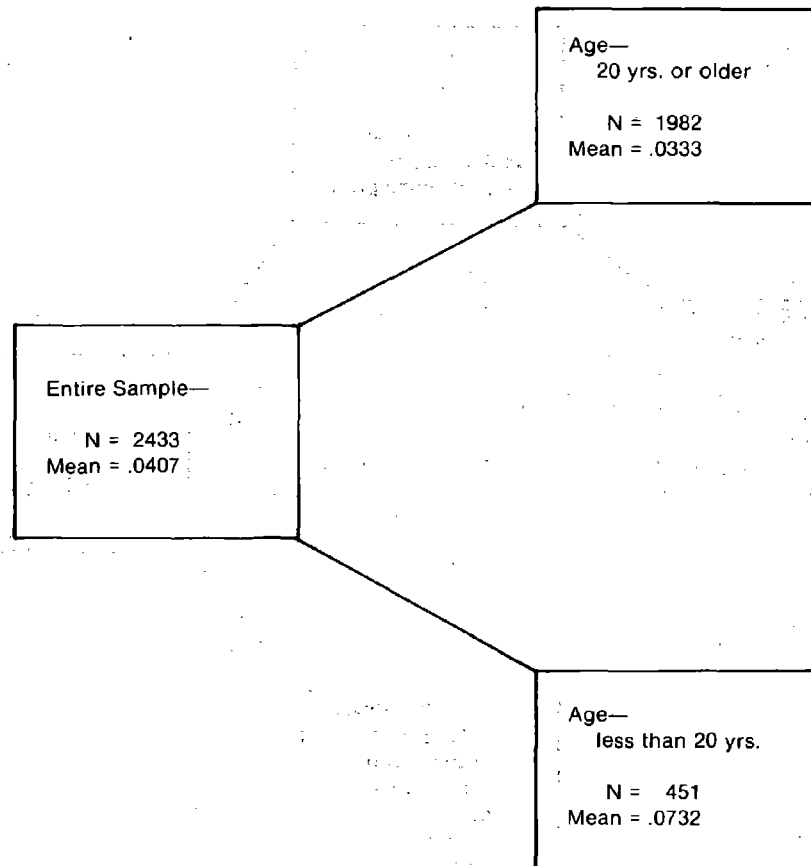 Age—
20 yrs. or older
N = 1982
Mean = .0333
Entire Sample—
N = 2433
Mean = .0407
Age—
less than 20 yrs.
N = 451
Mean = .0732